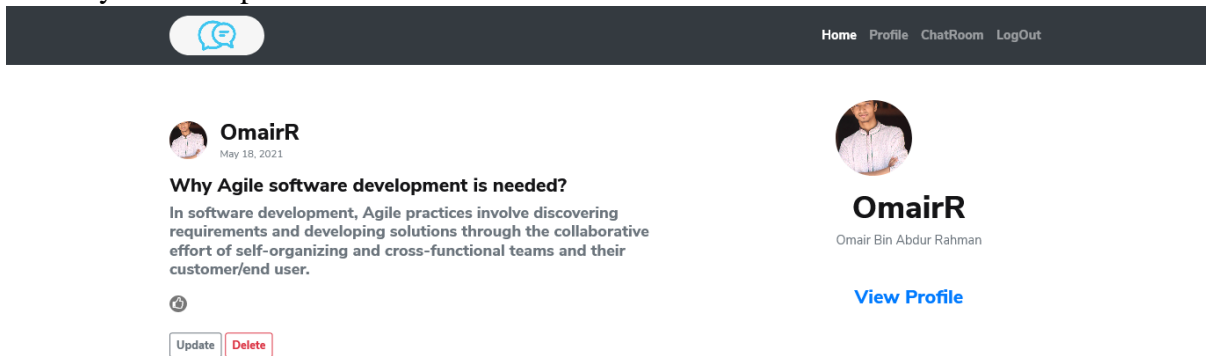 Home Profile ChatRoom LogOut
OmairR
May 18, 2021
Why Agile software development is needed?
In software development, Agile practices involve discovering
requirements and developing solutions through the collaborative
effort of self-organizing and cross-functional teams and their
customer/end user.
Update Delete
OmairR
Omair Bin Abdur Rahman
View Profile